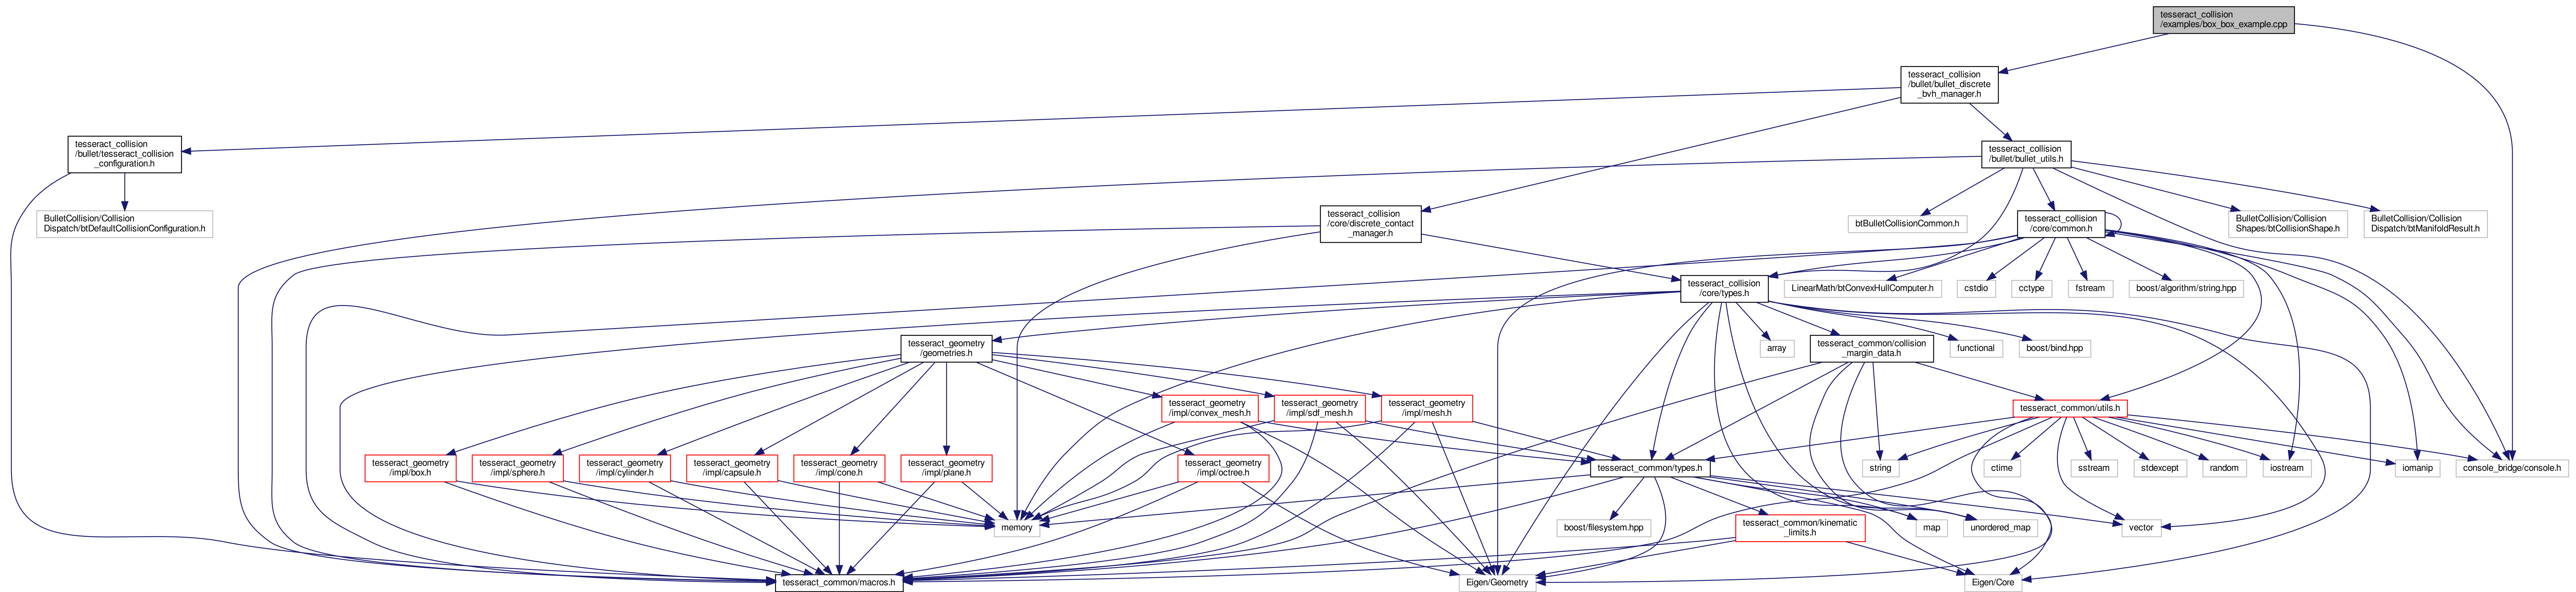 tesseract_collision
/examples/box_box_example.cpp
tesseract_collision
/bullet/bullet_discrete
_bvh_manager.h
tesseract_collision
/bullet/tesseract_collision
_configuration.h
tesseract_collision
/bullet/bullet_utils.h
BulletCollision/Collision
Dispatch/btDefaultCollisionConfiguration.h
tesseract_collision
/core/discrete_contact
_manager.h
btBulletCollisionCommon.h
tesseract_collision
/core/common.h
BulletCollision/Collision
Shapes/btCollisionShape.h
BulletCollision/Collision
Dispatch/btManifoldResult.h
tesseract_collision
/core/types.h
LinearMath/btConvexHullComputer.h
cstdio
cctype
fstream
boost/algorithm/string.hpp
tesseract_geometry
/geometries.h
array
tesseract_common/collision
_margin_data.h
functional
boost/bind.hpp
tesseract_geometry
/impl/convex_mesh.h
tesseract_geometry
/impl/sdf_mesh.h
tesseract_geometry
/impl/mesh.h
tesseract_common/utils.h
tesseract_geometry
/impl/box.h
tesseract_geometry
/impl/sphere.h
tesseract_geometry
/impl/cylinder.h
tesseract_geometry
/impl/capsule.h
tesseract_geometry
/impl/cone.h
tesseract_geometry
/impl/plane.h
tesseract_geometry
/impl/octree.h
tesseract_common/types.h
string
ctime
sstream
stdexcept
random
iostream
iomanip
console_bridge/console.h
memory
boost/filesystem.hpp
tesseract_common/kinematic
_limits.h
map
unordered_map
vector
tesseract_common/macros.h
Eigen/Geometry
Eigen/Core